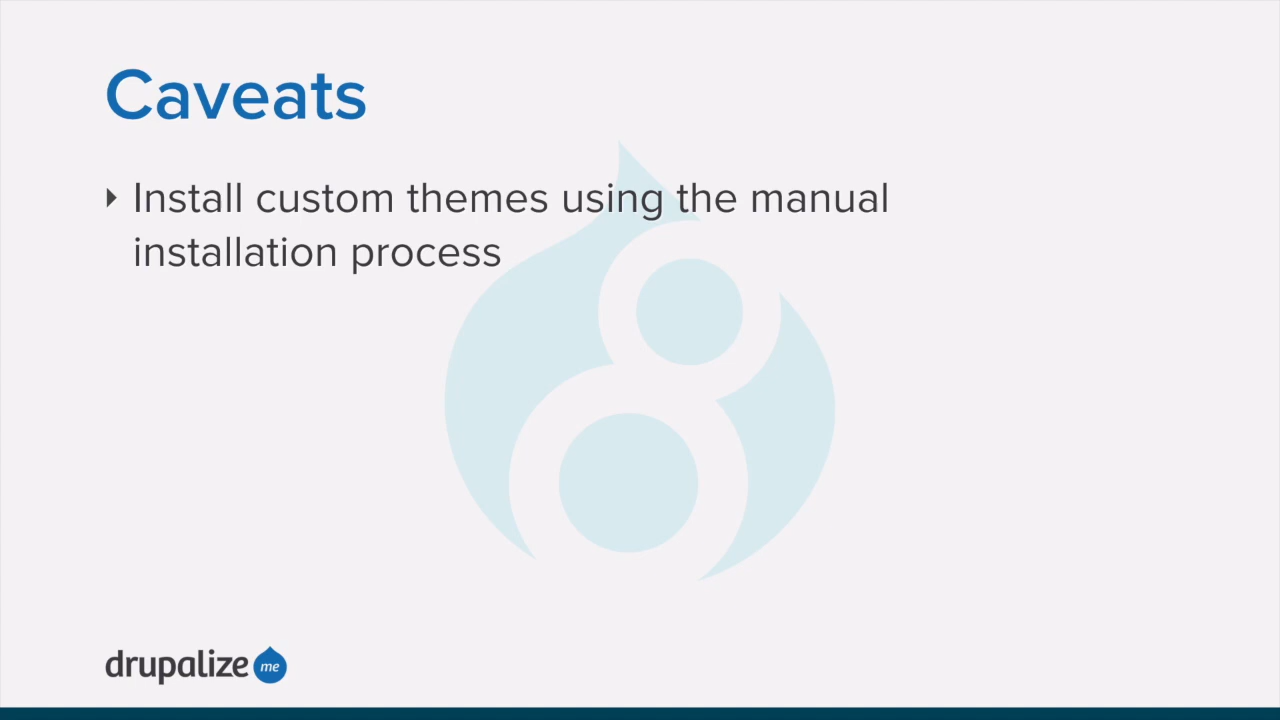 Caveats
Install custom themes using the manual
installation process
drupalize me